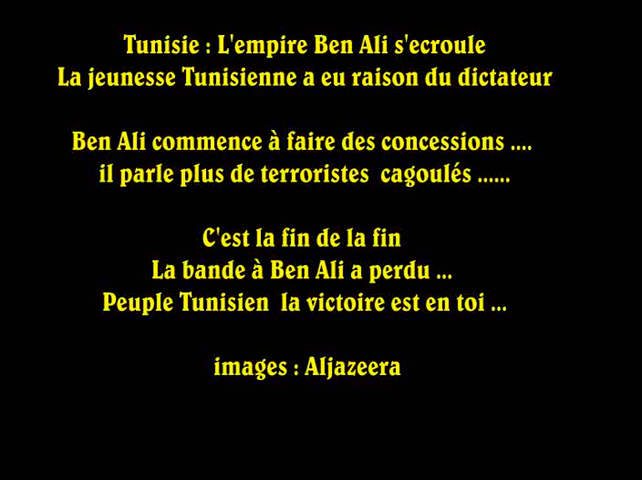 Tunisie : L'empire Ben Ali s'ecroule
La jeunesse Tunisienne a eu raison du dictateur
Ben Ali commence à faire des concessions ....
il parle plus de terroristes cagoulés ......
C'est la fin de la fin
La bande à Ben Ali a perdu ...
Peuple Tunisien la victoire est en toi ...
images : Aljazeera